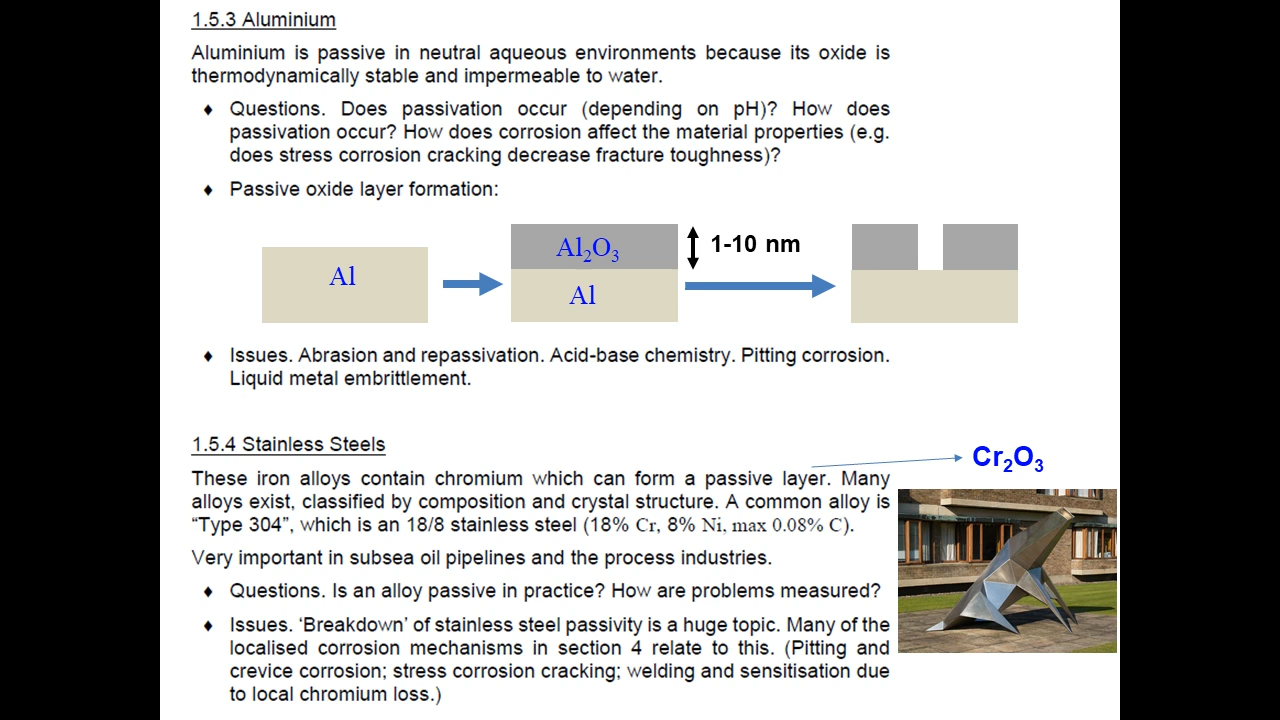 1.5.3 Aluminium
Aluminium is passive in neutral aqueous environments because its oxide is
thermodynamically stable and impermeable to water.
♦ Questions. Does passivation occur (depending on pH)? How does
passivation occur? How does corrosion affect the material properties (e.g.
does stress corrosion cracking decrease fracture toughness)?
♦ Passive oxide layer formation:
Al
Al₂O₃
Al
1-10 nm
♦ Issues. Abrasion and repassivation. Acid-base chemistry. Pitting corrosion.
Liquid metal embrittlement.
1.5.4 Stainless Steels
Cr₂O₃
These iron alloys contain chromium which can form a passive layer. Many
alloys exist, classified by composition and crystal structure. A common alloy is
“Type 304”, which is an 18/8 stainless steel (18% Cr, 8% Ni, max 0.08% C).
Very important in subsea oil pipelines and the process industries.
♦ Questions. Is an alloy passive in practice? How are problems measured?
♦ Issues. ‘Breakdown’ of stainless steel passivity is a huge topic. Many of the
localised corrosion mechanisms in section 4 relate to this. (Pitting and
crevice corrosion; stress corrosion cracking; welding and sensitisation due
to local chromium loss.)